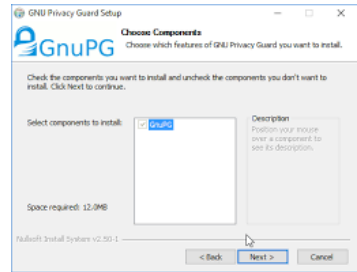 GNU Privacy Guard Setup
GnuPG
Choose Components
Choose which features of GNU Privacy Guard you want to install.
Check the components you want to install and uncheck the components you don't want to
install. Click Next to continue.
Select components to install:
GnuPG
Description
Position your mouse
over a component to
see its description.
Space required: 12.0MB
Nullsoft Install System v2.50-1
< Back
Next >
Cancel